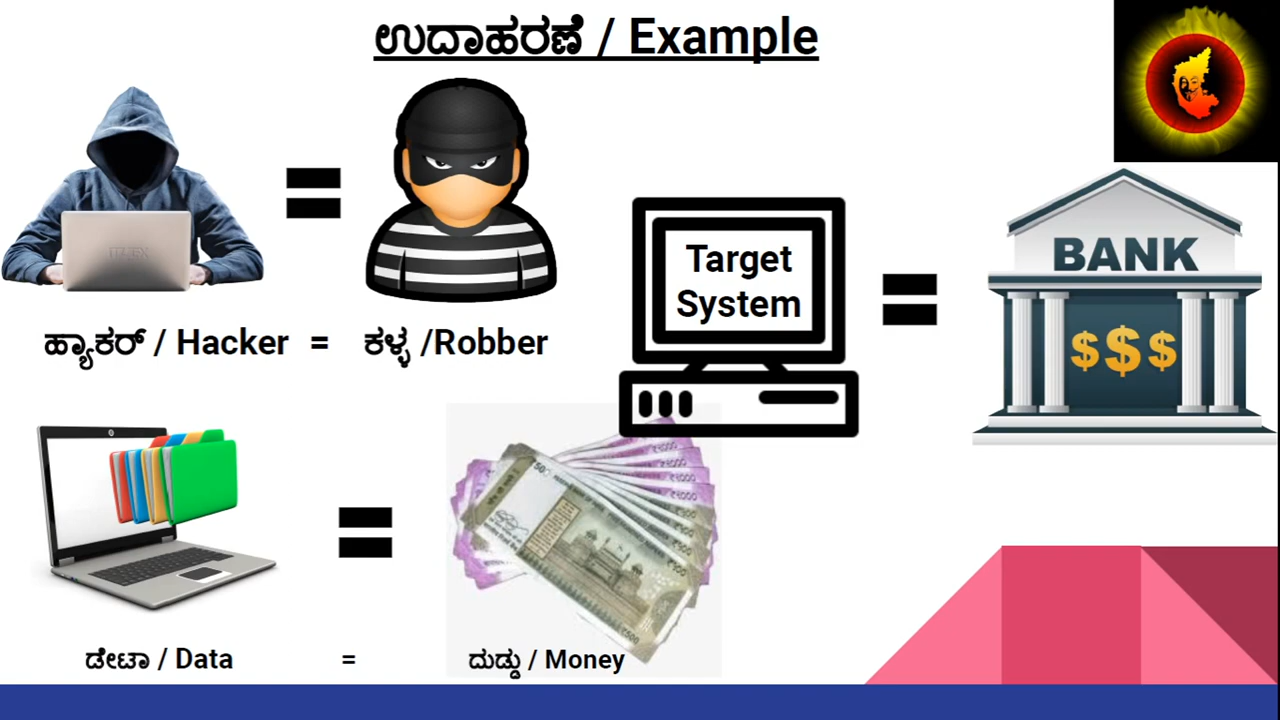 ಉದಾಹರಣೆ / Example
ಹ್ಯಾಕರ್ / Hacker = ಕಳ್ಳ /Robber
Target
System
BANK
$$$
ಡೇಟಾ / Data = ದುಡ್ಡು / Money